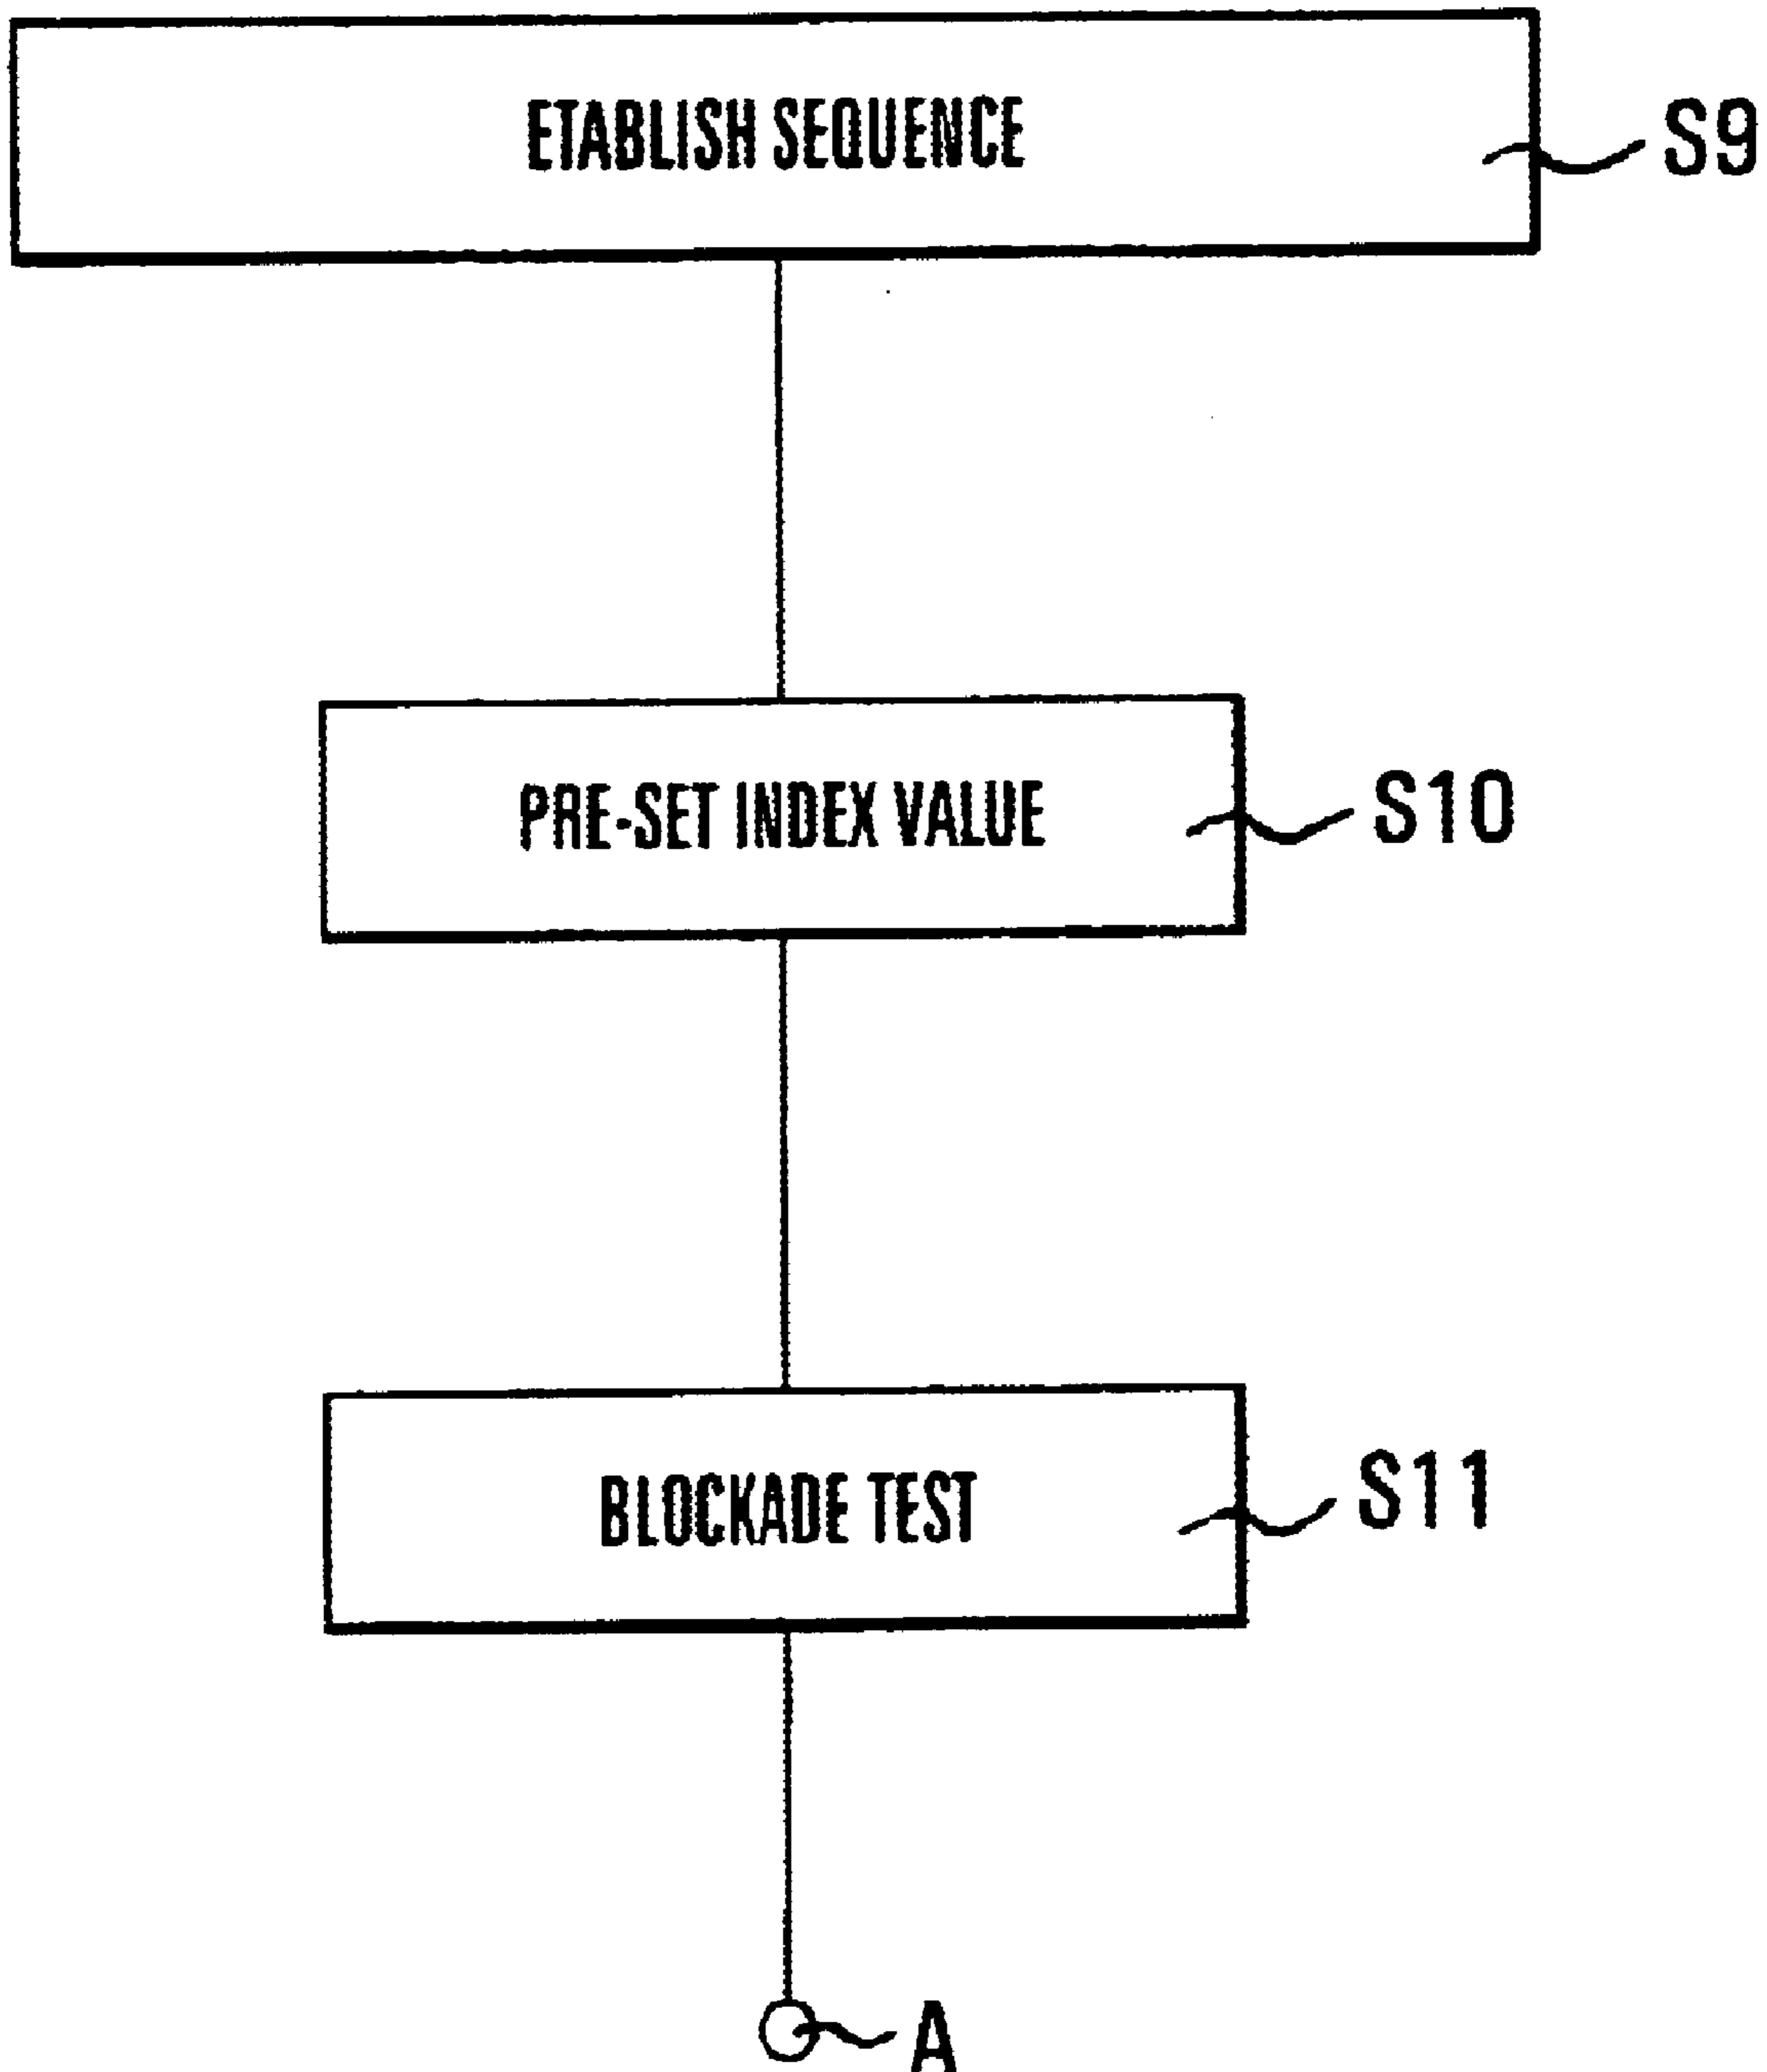 ETABLISH SEQUENCE S9
PRE-SET INDEX VALUE S10
BLOCKADE TEST S11
A